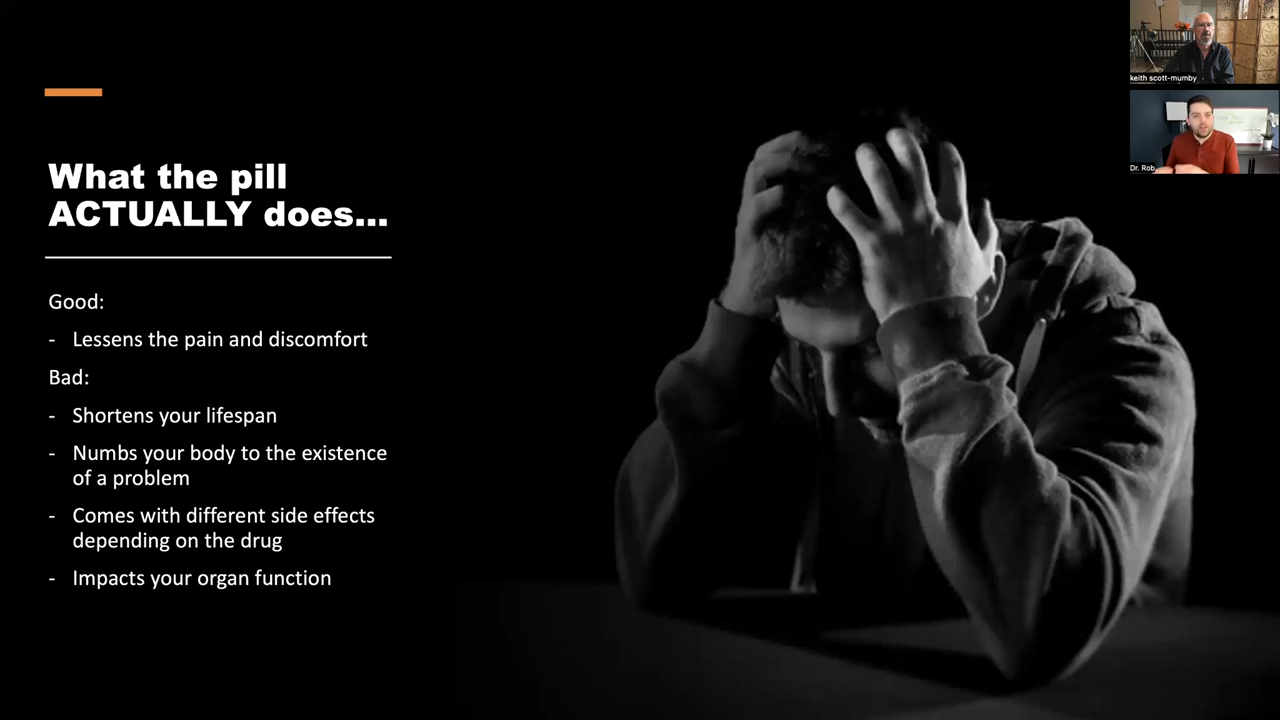 What the pill
ACTUALLY does...
Good:
- Lessens the pain and discomfort
Bad:
- Shortens your lifespan
- Numbs your body to the existence
of a problem
- Comes with different side effects
depending on the drug
- Impacts your organ function
keith scott-mumby
Dr. Rob